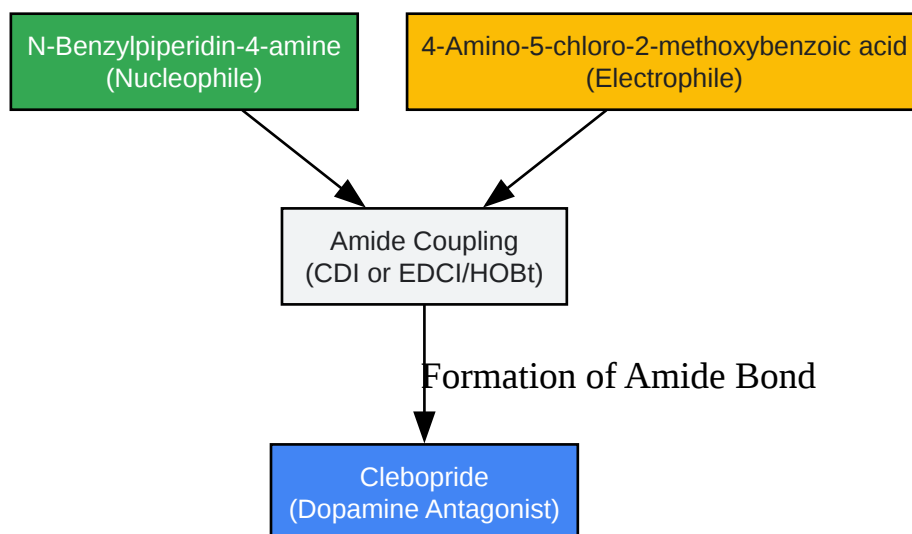 N-Benzylpiperidin-4-amine
(Nucleophile)
4-Amino-5-chloro-2-methoxybenzoic acid
(Electrophile)
Amide Coupling
(CDI or EDCI/HOBt)
Formation of Amide Bond
Clebopride
(Dopamine Antagonist)